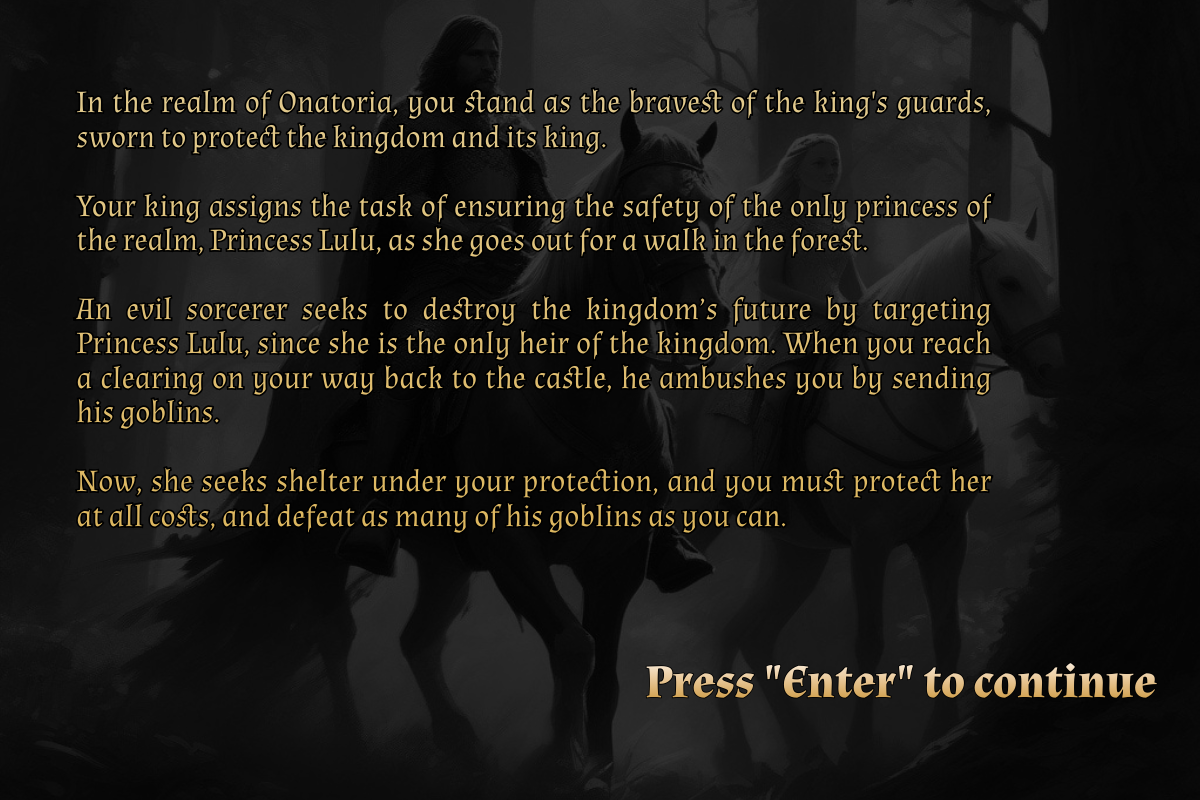 In the realm of Onatoria, you stand as the bravest of the king's guards,
sworn to protect the kingdom and its king.
Your king assigns the task of ensuring the safety of the only princess of
the realm, Princess Lulu, as she goes out for a walk in the forest.
An evil sorcerer seeks to destroy the kingdom’s future by targeting
Princess Lulu, since she is the only heir of the kingdom. When you reach
a clearing on your way back to the castle, he ambushes you by sending
his goblins.
Now, she seeks shelter under your protection, and you must protect her
at all costs, and defeat as many of his goblins as you can.
Press "Enter" to continue